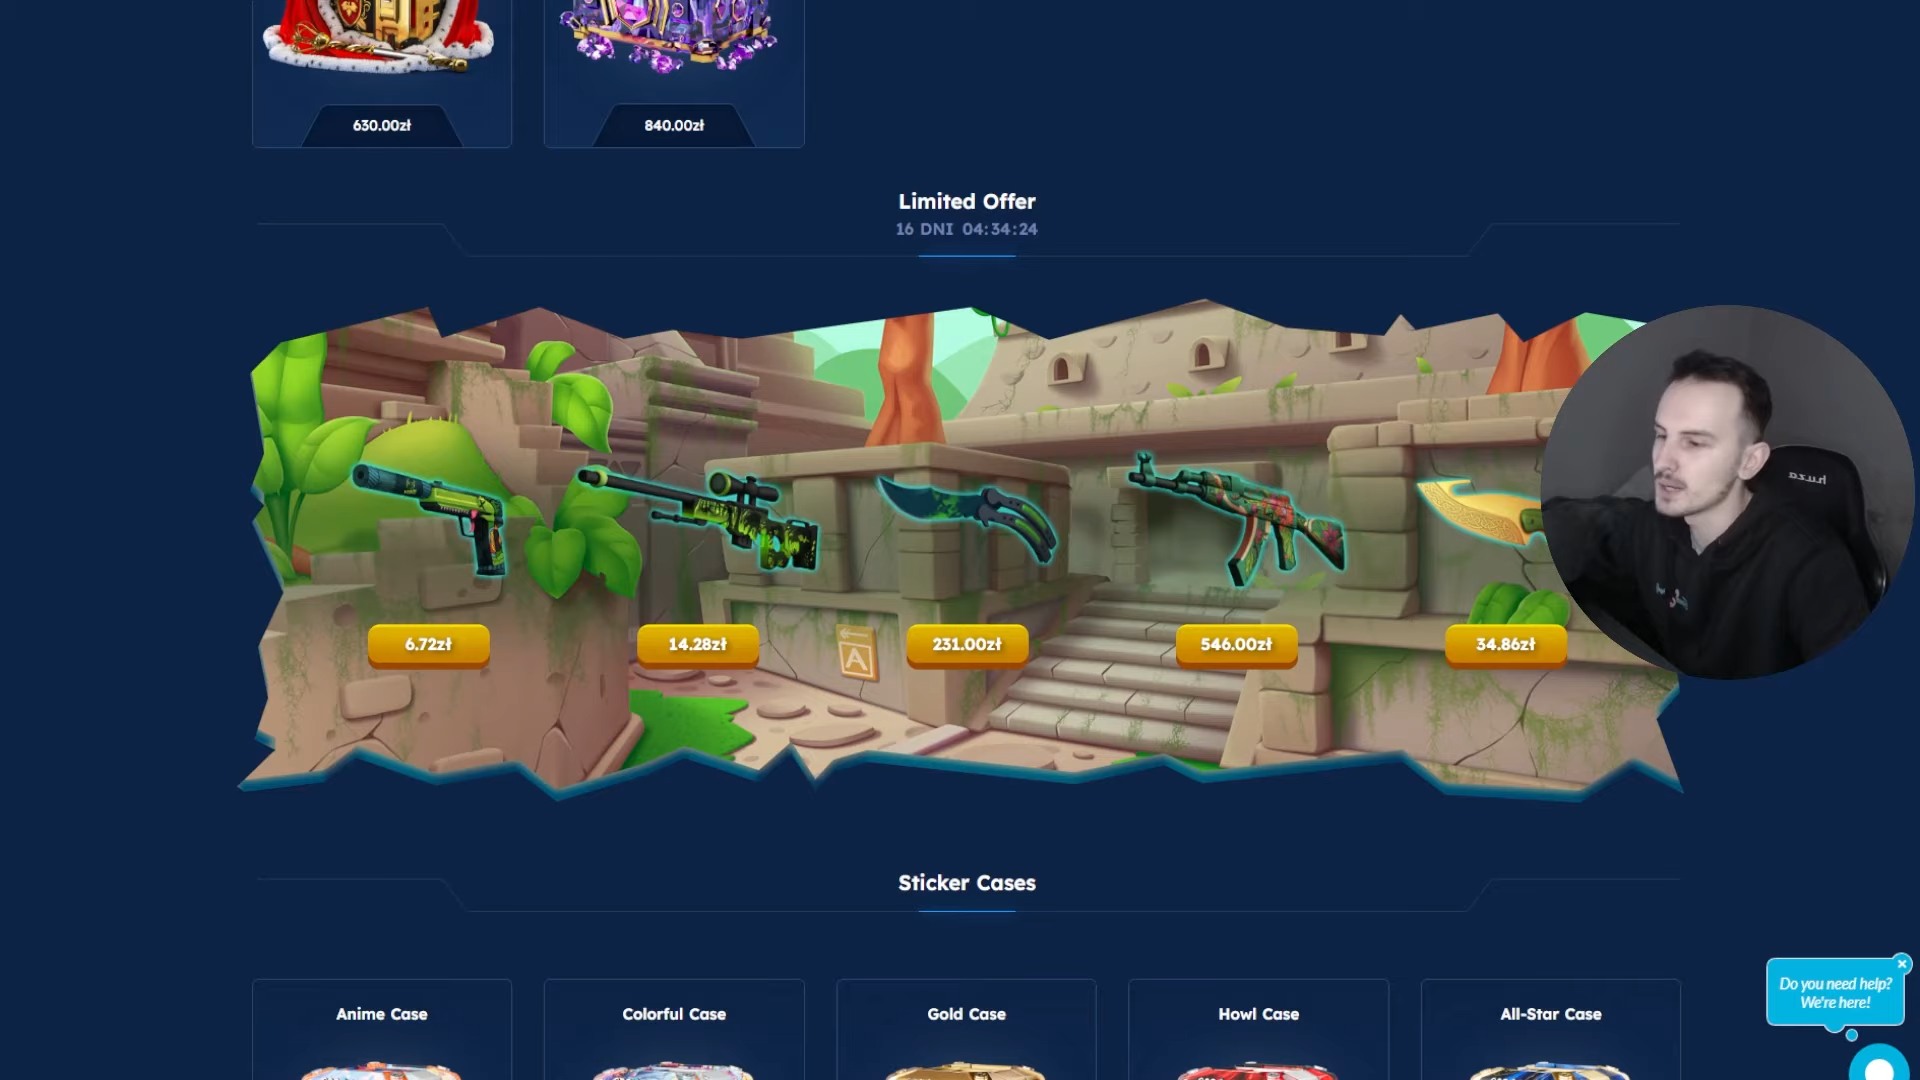 630.00zł
840.00zł
Limited Offer
16 DNI 04:34:24
A
6.72zł
14.28zł
231.00zł
546.00zł
34.86zł
huzo
Sticker Cases
Anime Case
Colorful Case
Gold Case
Howl Case
All-Star Case
Do you need help?
We're here!